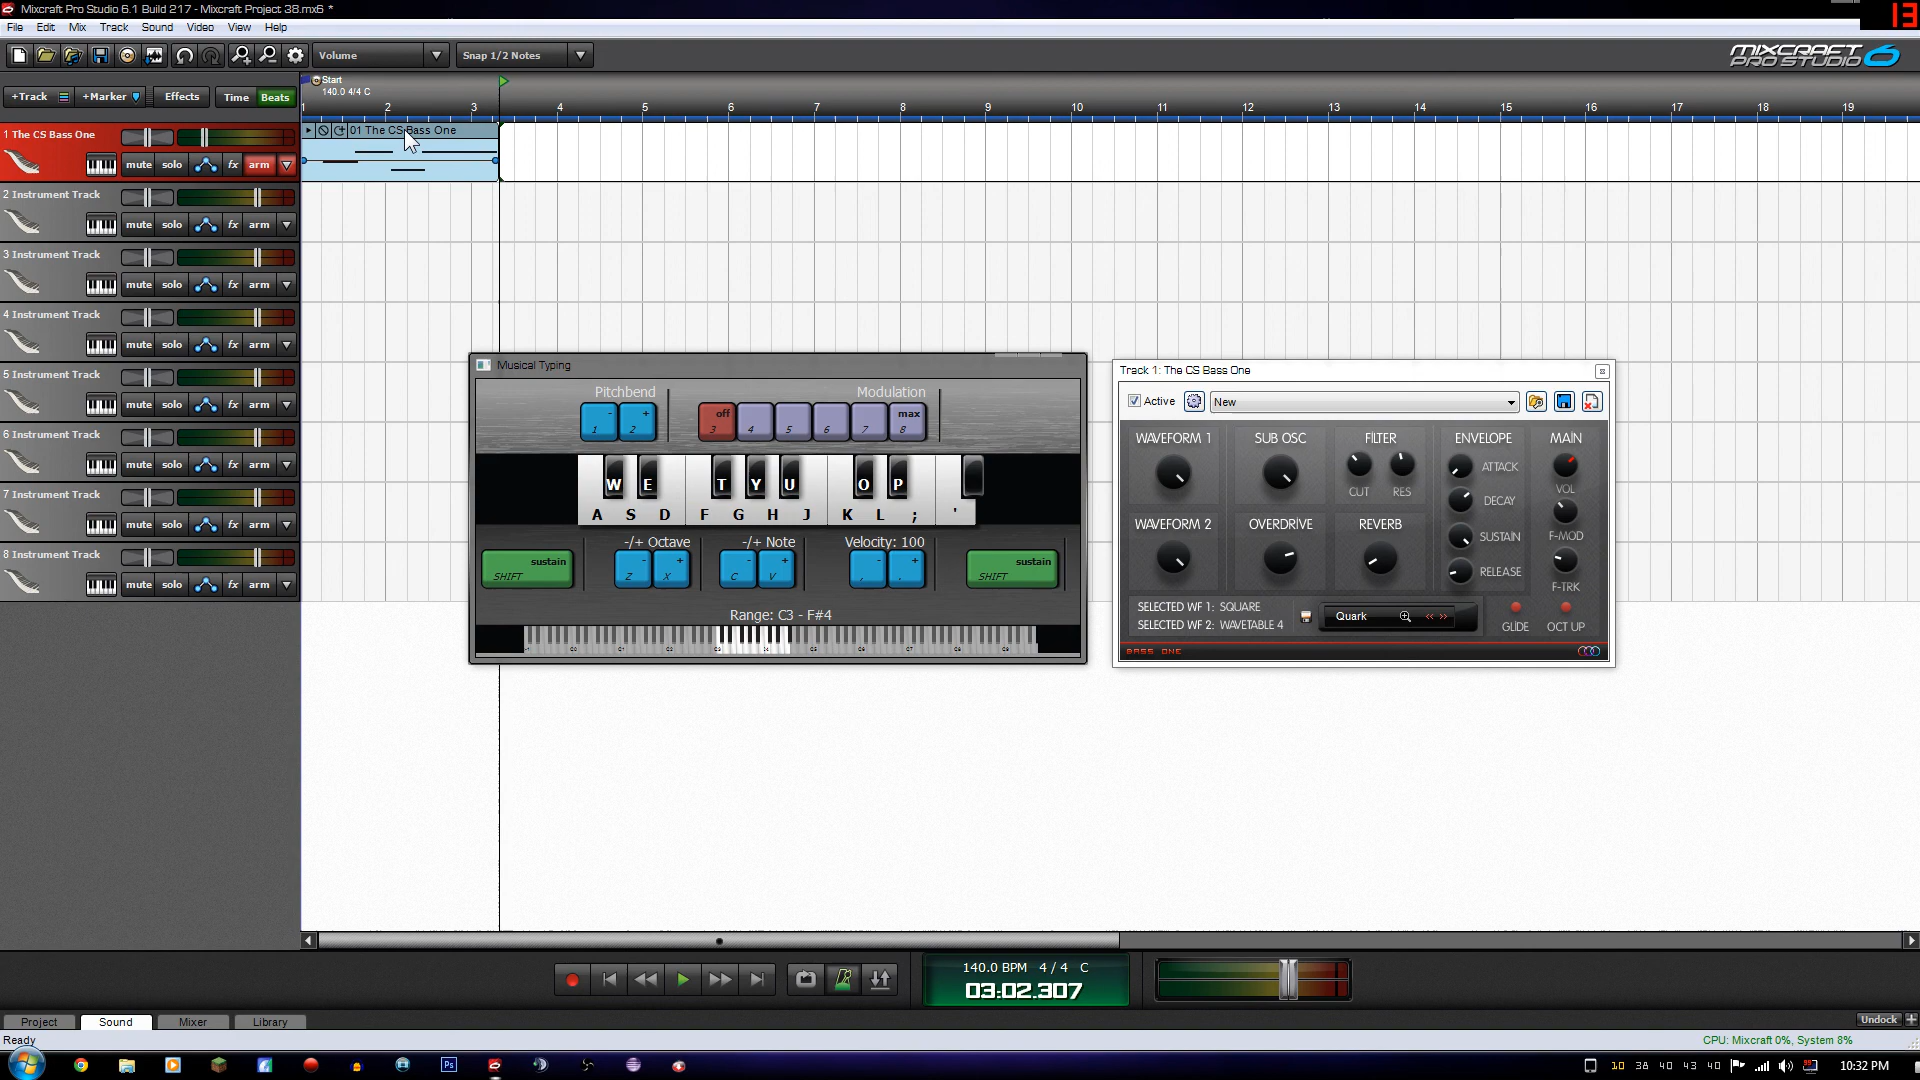 Mixcraft Pro Studio 6.1 Build 217 - Mixcraft Project 38.mx6 *
13
File Edit Mix Track Sound Video View Help
Volume
Snap 1/2 Notes
MIXCRAFT PRO STUDIO 6
+Track +Marker Effects Time Beats
Start
140.0 4/4 C
1 2 3 4 5 6 7 8 9 10 11 12 13 14 15 16 17 18 19
1 The CS Bass One
mute solo fx arm
01 The CS Bass One
2 Instrument Track
mute solo fx arm
3 Instrument Track
mute solo fx arm
4 Instrument Track
mute solo fx arm
5 Instrument Track
mute solo fx arm
6 Instrument Track
mute solo fx arm
7 Instrument Track
mute solo fx arm
8 Instrument Track
mute solo fx arm
Musical Typing
Pitchbend Modulation
- + off max
1 2 3 4 5 6 7 8
W E T Y U O P
A S D F G H J K L ; '
-/+ Octave -/+ Note Velocity: 100
sustain - + - + - + sustain
SHIFT Z X C V , . SHIFT
Range: C3 - F#4
Track 1: The CS Bass One
Active New
WAVEFORM 1 SUB OSC FILTER ENVELOPE MAIN
ATTACK
CUT RES VOL
DECAY
WAVEFORM 2 OVERDRIVE REVERB
SUSTAIN F-MOD
RELEASE
F-TRK
SELECTED WF 1: SQUARE
SELECTED WF 2: WAVETABLE 4
Quark << >>
GLIDE OCT UP
BASS ONE
140.0 BPM 4 / 4 C
03:02.307
Project Sound Mixer Library
Undock
Ready
CPU: Mixcraft 0%, System 8%
Ps
10 38 40 43 40
10:32 PM